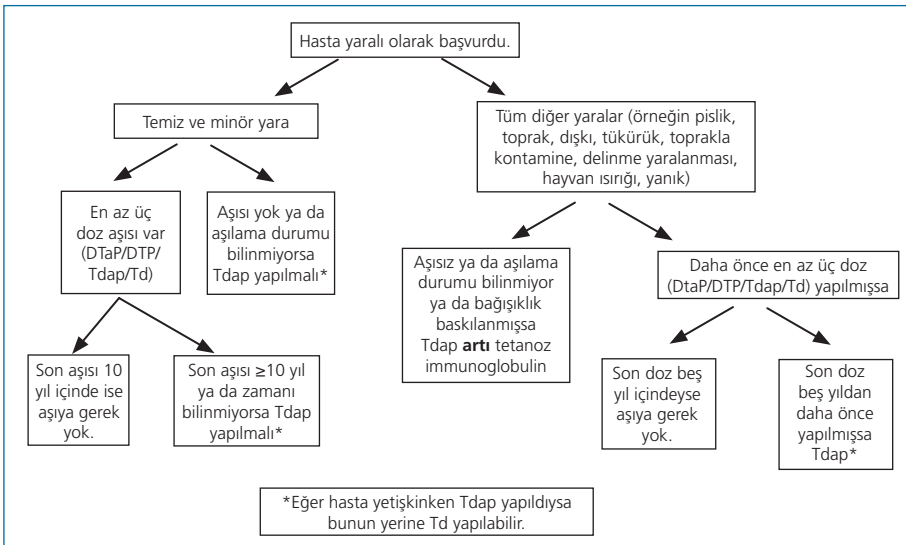 Hasta yaralı olarak başvurdu.
Temiz ve minör yara
Tüm diğer yaralar (örneğin pislik,
toprak, dışkı, tükürük, toprakla
kontamine, delinme yaralanması,
hayvan ısırığı, yanık)
En az üç
doz aşısı var
(DTaP/DTP/
Tdap/Td)
Aşısı yok ya da
aşılama durumu
bilinmiyorsa
Tdap yapılmalı*
Aşısız ya da aşılama
durumu bilinmiyor
ya da bağışıklık
baskılanmışsa
Tdap artı tetanoz
immunoglobulin
Daha önce en az üç doz
(DtaP/DTP/Tdap/Td) yapılmışsa
Son aşısı 10
yıl içinde ise
aşıya gerek
yok.
Son aşısı ≥10 yıl
ya da zamanı
bilinmiyorsa Tdap
yapılmalı*
Son doz beş
yıl içindeyse
aşıya gerek
yok.
Son doz
beş yıldan
daha önce
yapılmışsa
Tdap*
*Eğer hasta yetişkinken Tdap yapıldıysa
bunun yerine Td yapılabilir.